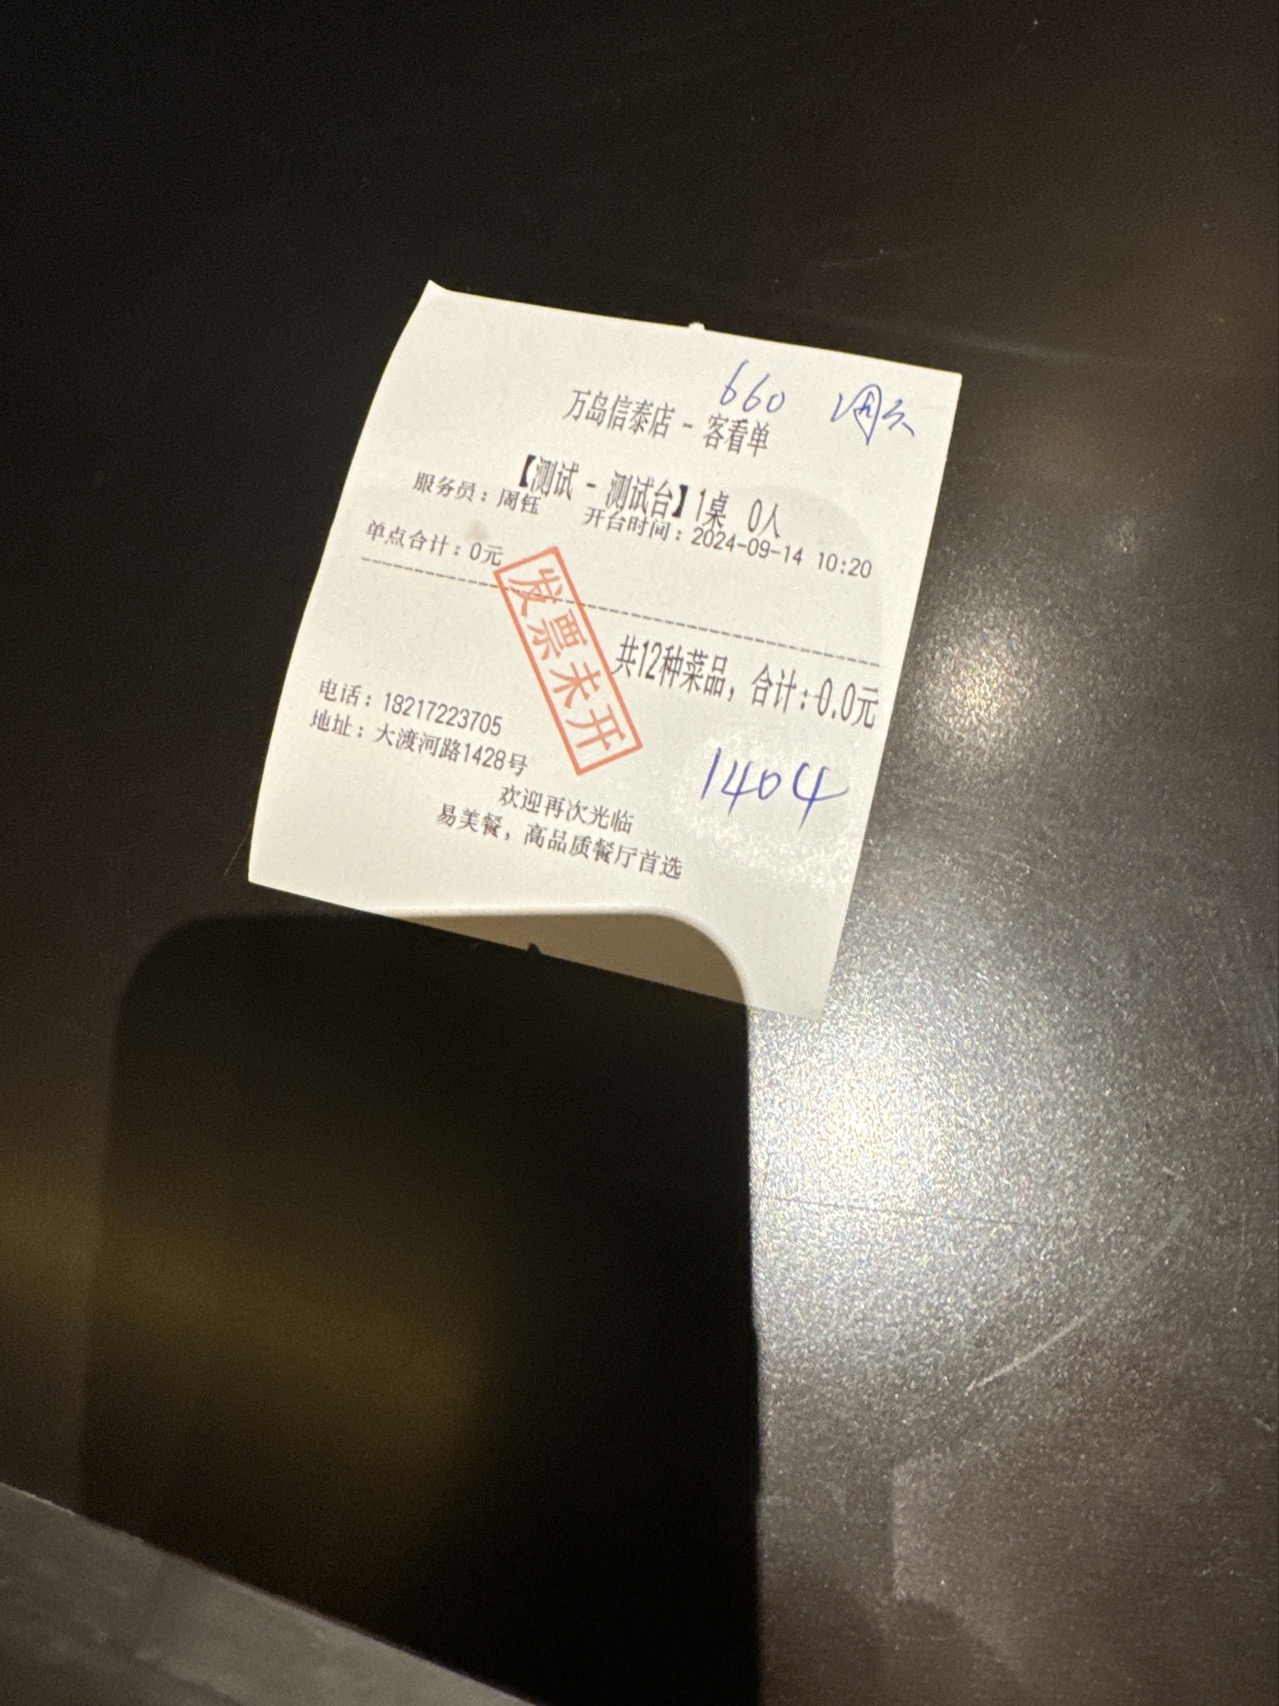 660 周六
万岛信泰店 - 客看单
【测试 - 测试台】1桌 0人
服务员：周钰 开台时间：2024-09-14 10:20
单点合计：0元
发票未开
共12种菜品，合计：0.0元
1404
电话：18217223705
地址：大渡河路1428号
欢迎再次光临
易美餐，高品质餐厅首选